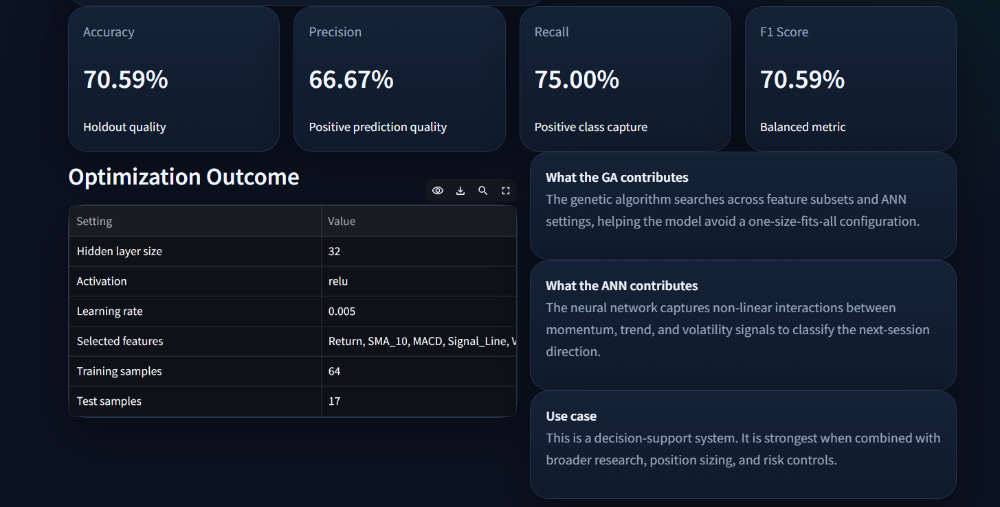 Accuracy
70.59%
Holdout quality
Precision
66.67%
Positive prediction quality
Recall
75.00%
Positive class capture
F1 Score
70.59%
Balanced metric
Optimization Outcome
Setting Value
Hidden layer size 32
Activation relu
Learning rate 0.005
Selected features Return, SMA_10, MACD, Signal_Line,
Training samples 64
Test samples 17
What the GA contributes
The genetic algorithm searches across feature subsets and ANN
settings, helping the model avoid a one-size-fits-all configuration.
What the ANN contributes
The neural network captures non-linear interactions between
momentum, trend, and volatility signals to classify the next-session
direction.
Use case
This is a decision-support system. It is strongest when combined with
broader research, position sizing, and risk controls.